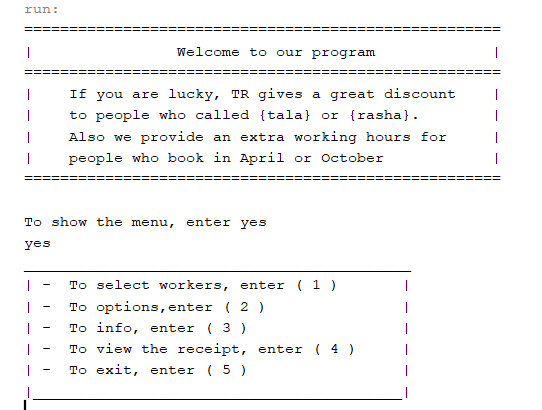 run:
=====================================================
| Welcome to our program |
=====================================================
| If you are lucky, TR gives a great discount |
| to people who called {tala} or {rasha}. |
| Also we provide an extra working hours for |
| people who book in April or October |
=====================================================
To show the menu, enter yes
yes
___________________________________________
| - To select workers, enter ( 1 ) |
| - To options,enter ( 2 ) |
| - To info, enter ( 3 ) |
| - To view the receipt, enter ( 4 ) |
| - To exit, enter ( 5 ) |
|_________________________________________|